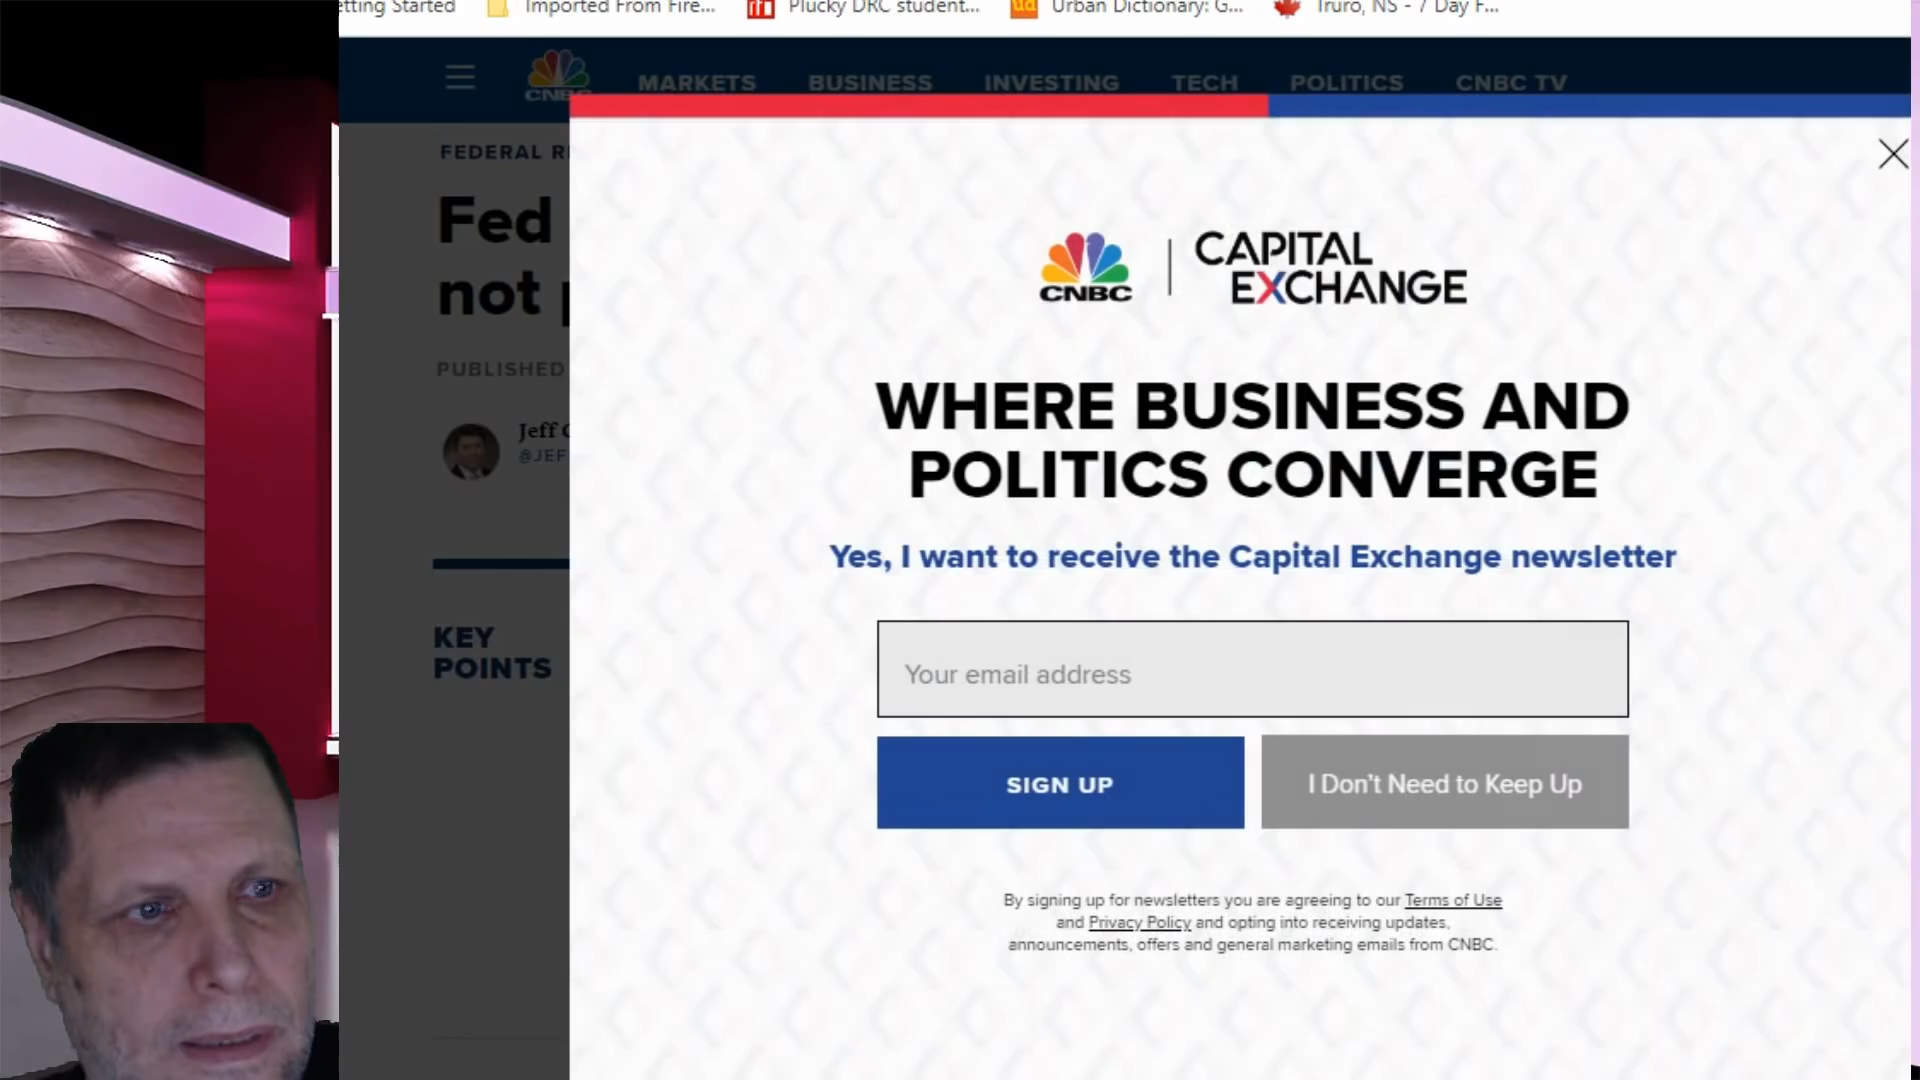 etting Started Imported From Fire... Plucky DRC student... ud Urban Dictionary: G... Truro, NS - 7 Day F...
CNBC MARKETS BUSINESS INVESTING TECH POLITICS CNBC TV
FEDERAL R
Fed
not
PUBLISHED
Jeff
@JEF
KEY
POINTS
CNBC | CAPITAL
EXCHANGE
WHERE BUSINESS AND
POLITICS CONVERGE
Yes, I want to receive the Capital Exchange newsletter
Your email address
SIGN UP I Don't Need to Keep Up
By signing up for newsletters you are agreeing to our Terms of Use
and Privacy Policy and opting into receiving updates,
announcements, offers and general marketing emails from CNBC.